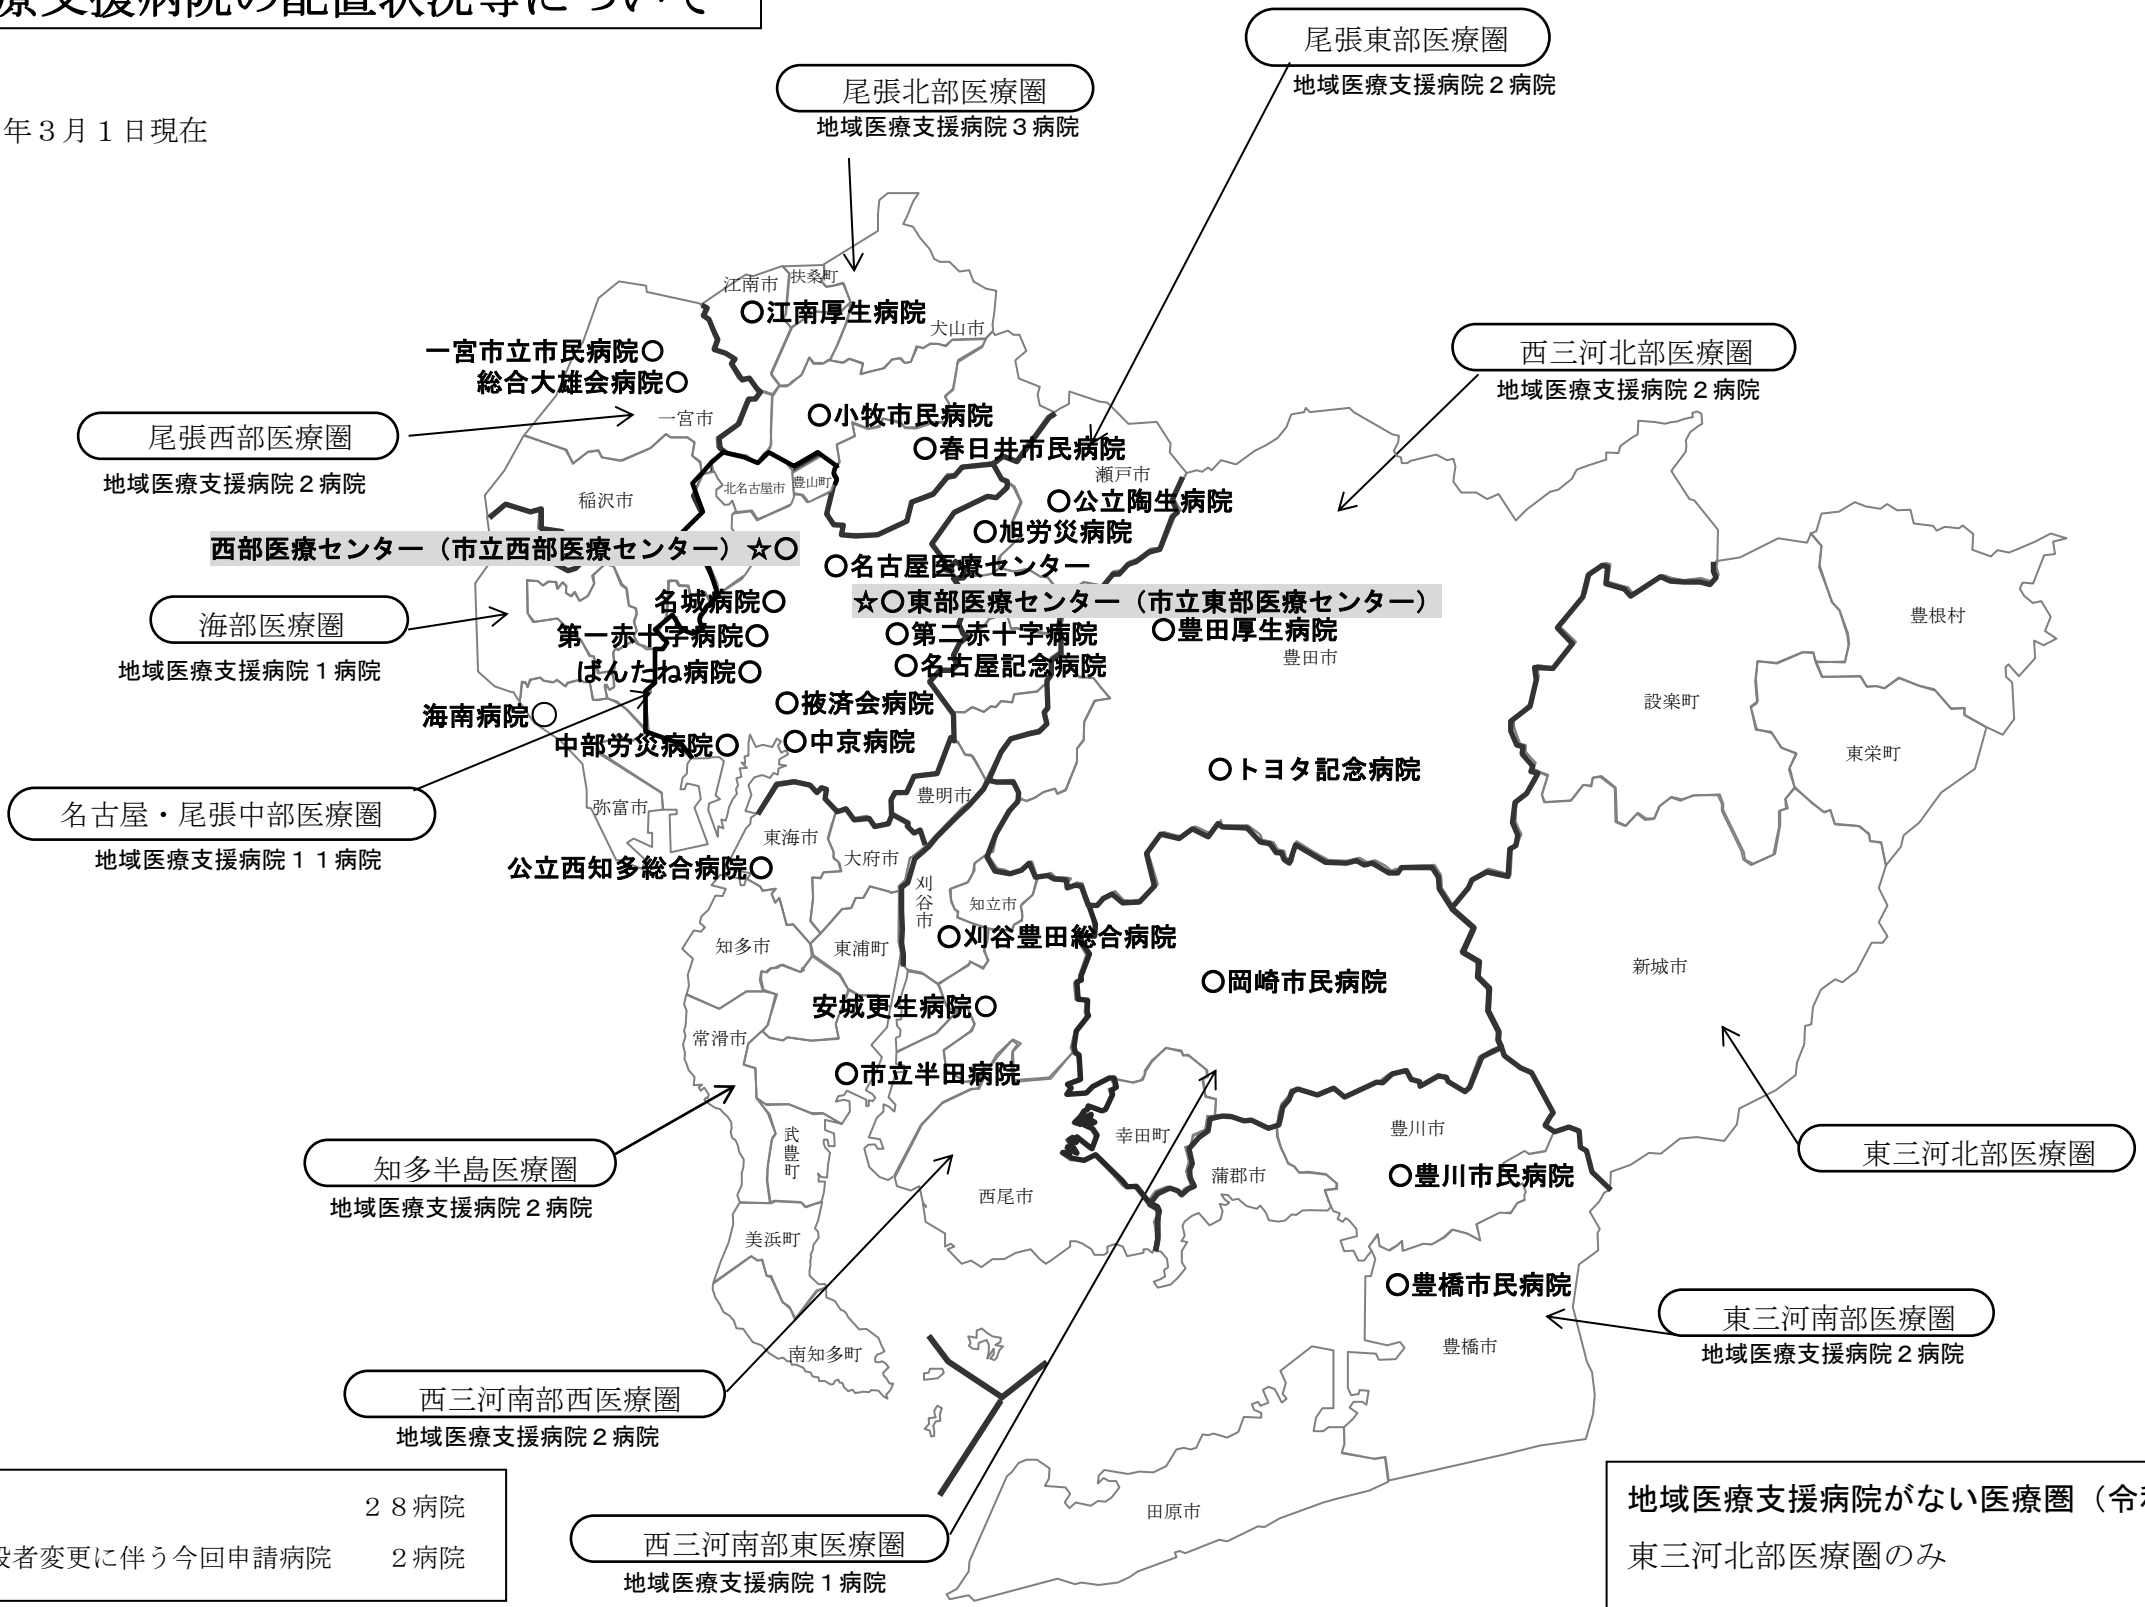 療支援病院の配置状況等について
年３月１日現在
尾張東部医療圏
地域医療支援病院２病院
尾張北部医療圏
地域医療支援病院３病院
江南市
扶桑町
○江南厚生病院
犬山市
一宮市立市民病院○
総合大雄会病院○
一宮市
西三河北部医療圏
地域医療支援病院２病院
尾張西部医療圏
地域医療支援病院２病院
○小牧市民病院
○春日井市民病院
瀬戸市
北名古屋市
豊山町
稲沢市
○公立陶生病院
○旭労災病院
西部医療センター（市立西部医療センター）☆○
○名古屋医療センター
名城病院○
☆○東部医療センター（市立東部医療センター）
海部医療圏
地域医療支援病院１病院
第一赤十字病院○
○第二赤十字病院
○豊田厚生病院
豊田市
豊根村
ばんたね病院○
○名古屋記念病院
設楽町
海南病院○
○掖済会病院
中部労災病院○
○中京病院
東栄町
○トヨタ記念病院
名古屋・尾張中部医療圏
地域医療支援病院１１病院
弥富市
豊明市
東海市
大府市
公立西知多総合病院○
刈谷市
知立市
知多市
東浦町
○刈谷豊田総合病院
新城市
○岡崎市民病院
安城更生病院○
常滑市
○市立半田病院
武豊町
幸田町
豊川市
東三河北部医療圏
知多半島医療圏
地域医療支援病院２病院
蒲郡市
○豊川市民病院
西尾市
美浜町
○豊橋市民病院
東三河南部医療圏
地域医療支援病院２病院
豊橋市
南知多町
西三河南部西医療圏
地域医療支援病院２病院
田原市
２８病院
設者変更に伴う今回申請病院　　２病院
西三河南部東医療圏
地域医療支援病院１病院
地域医療支援病院がない医療圏（令和
東三河北部医療圏のみ